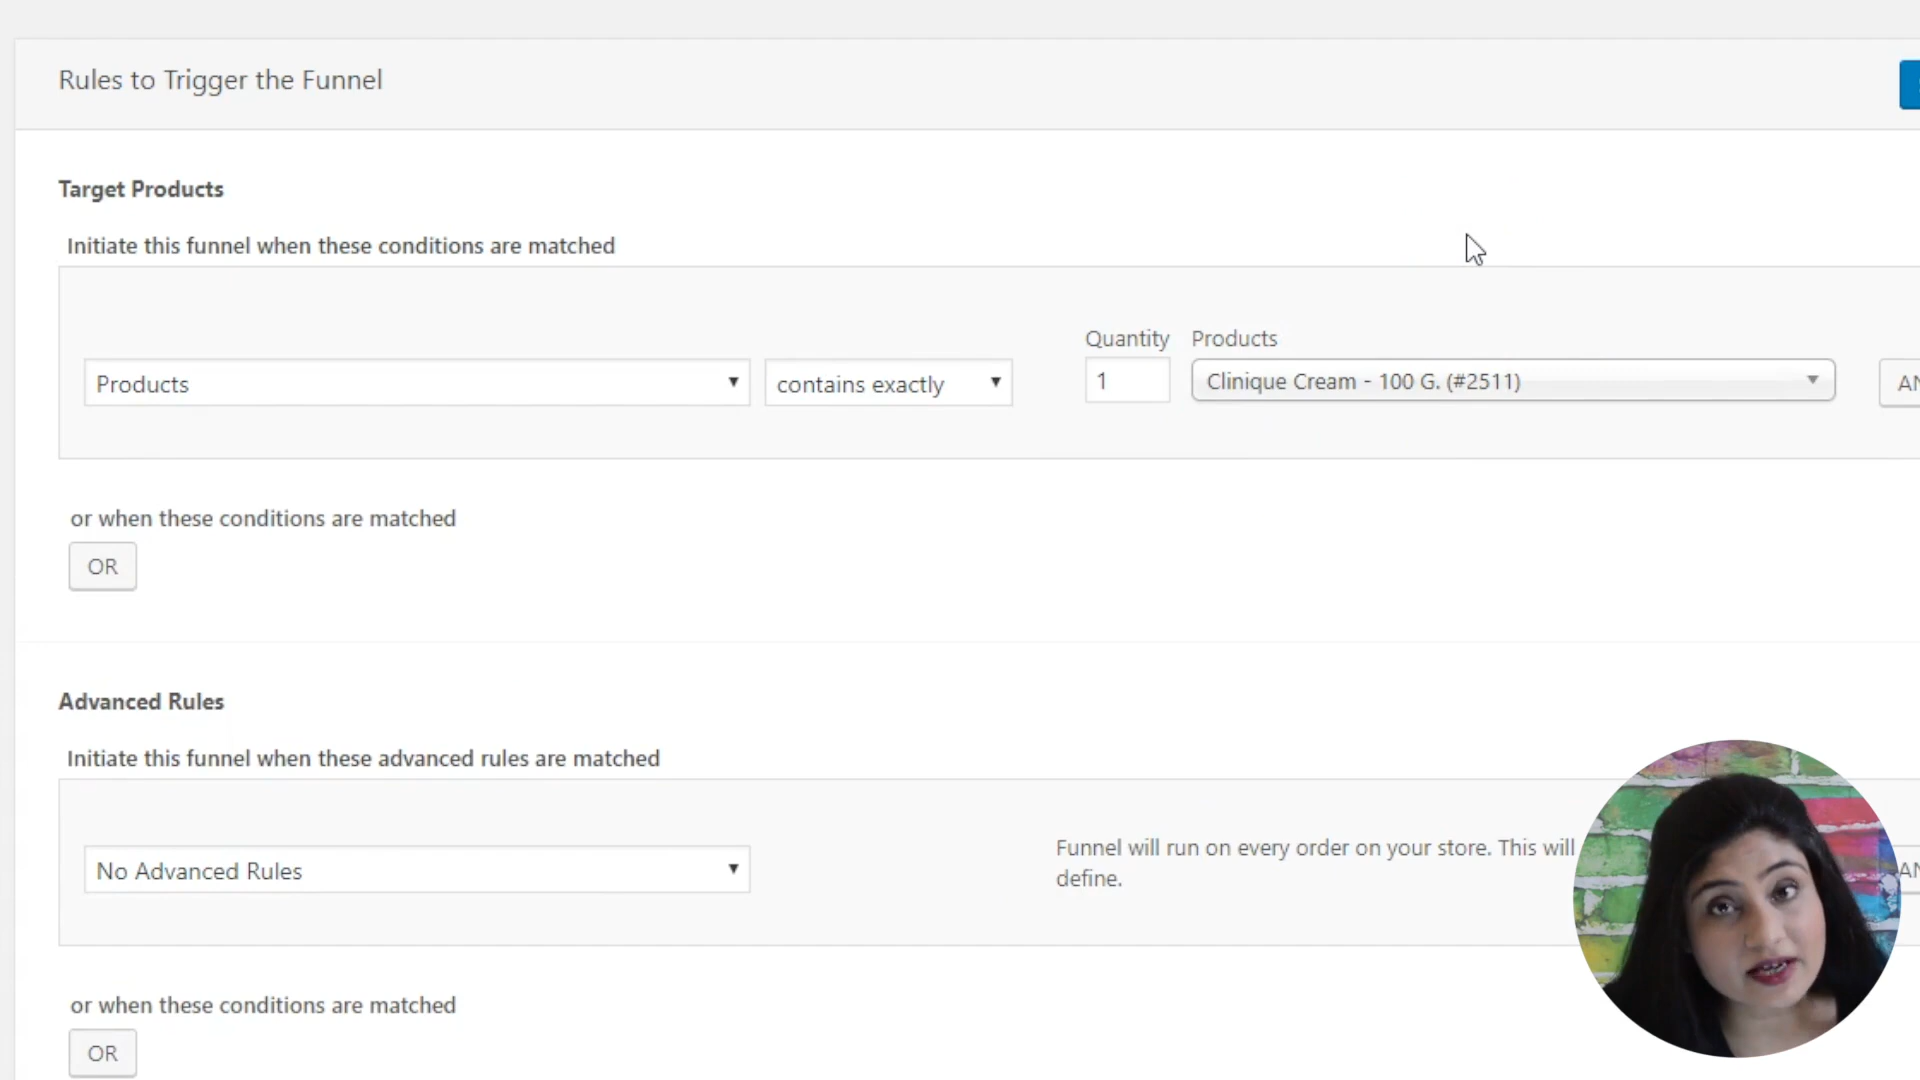 Rules to Trigger the Funnel
Target Products
Initiate this funnel when these conditions are matched
Quantity Products
Products contains exactly 1 Clinique Cream - 100 G. (#2511)
or when these conditions are matched
OR
Advanced Rules
Initiate this funnel when these advanced rules are matched
Funnel will run on every order on your store. This will
define.
No Advanced Rules
or when these conditions are matched
OR